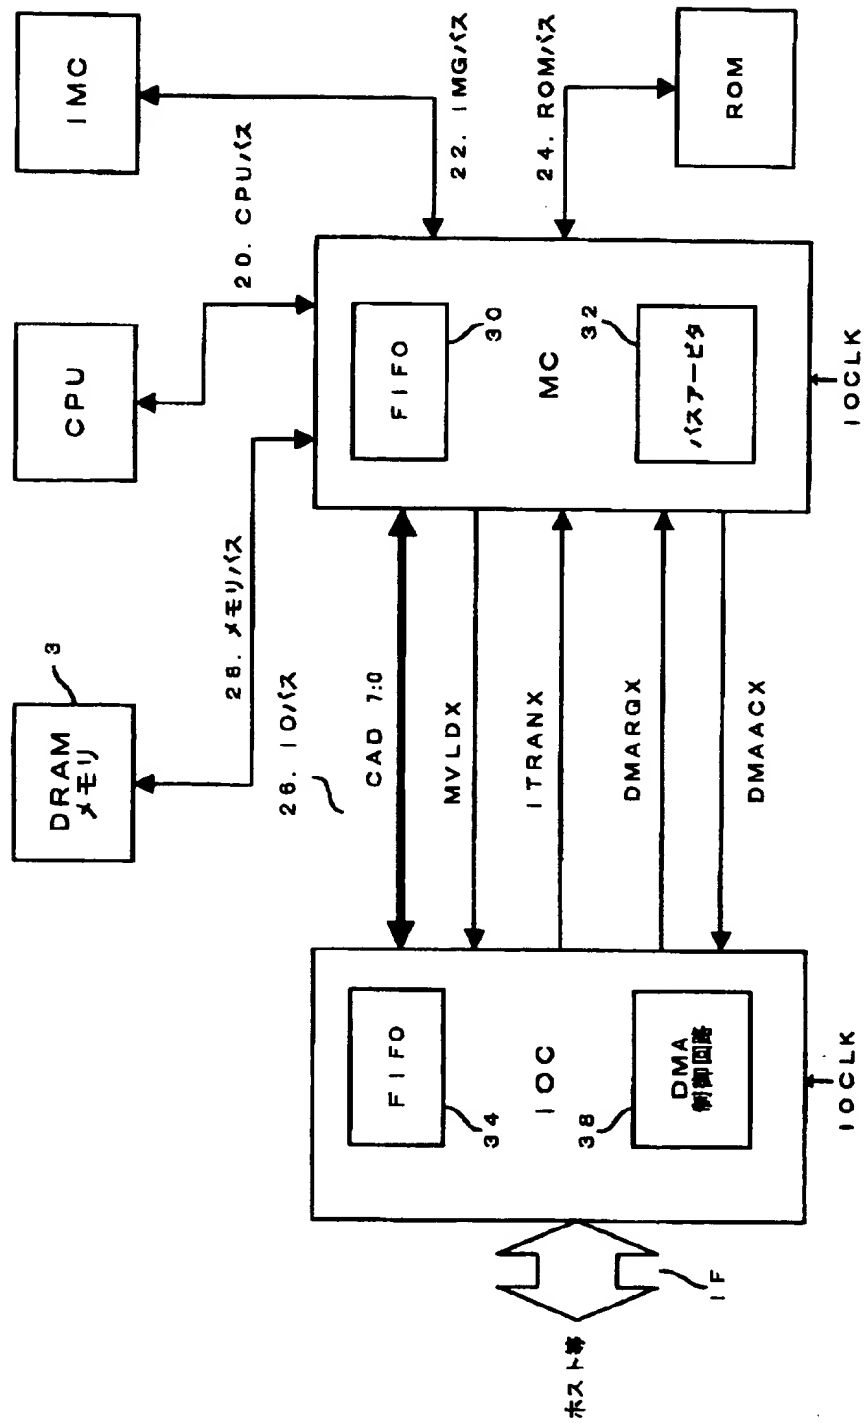 DRAM
メモリ
3
CPU
IMC
28. メモリバス
20. CPUバス
26. IOバス
22. IMGバス
24. ROMバス
ROM
ホスト等
IF
FIFO
34
IOC
38
DMA
制御回路
IOCLK
CAD 7:0
MVLDX
ITRANX
DMARQX
DMAACX
FIFO
30
MC
32
バスアービタ
IOCLK